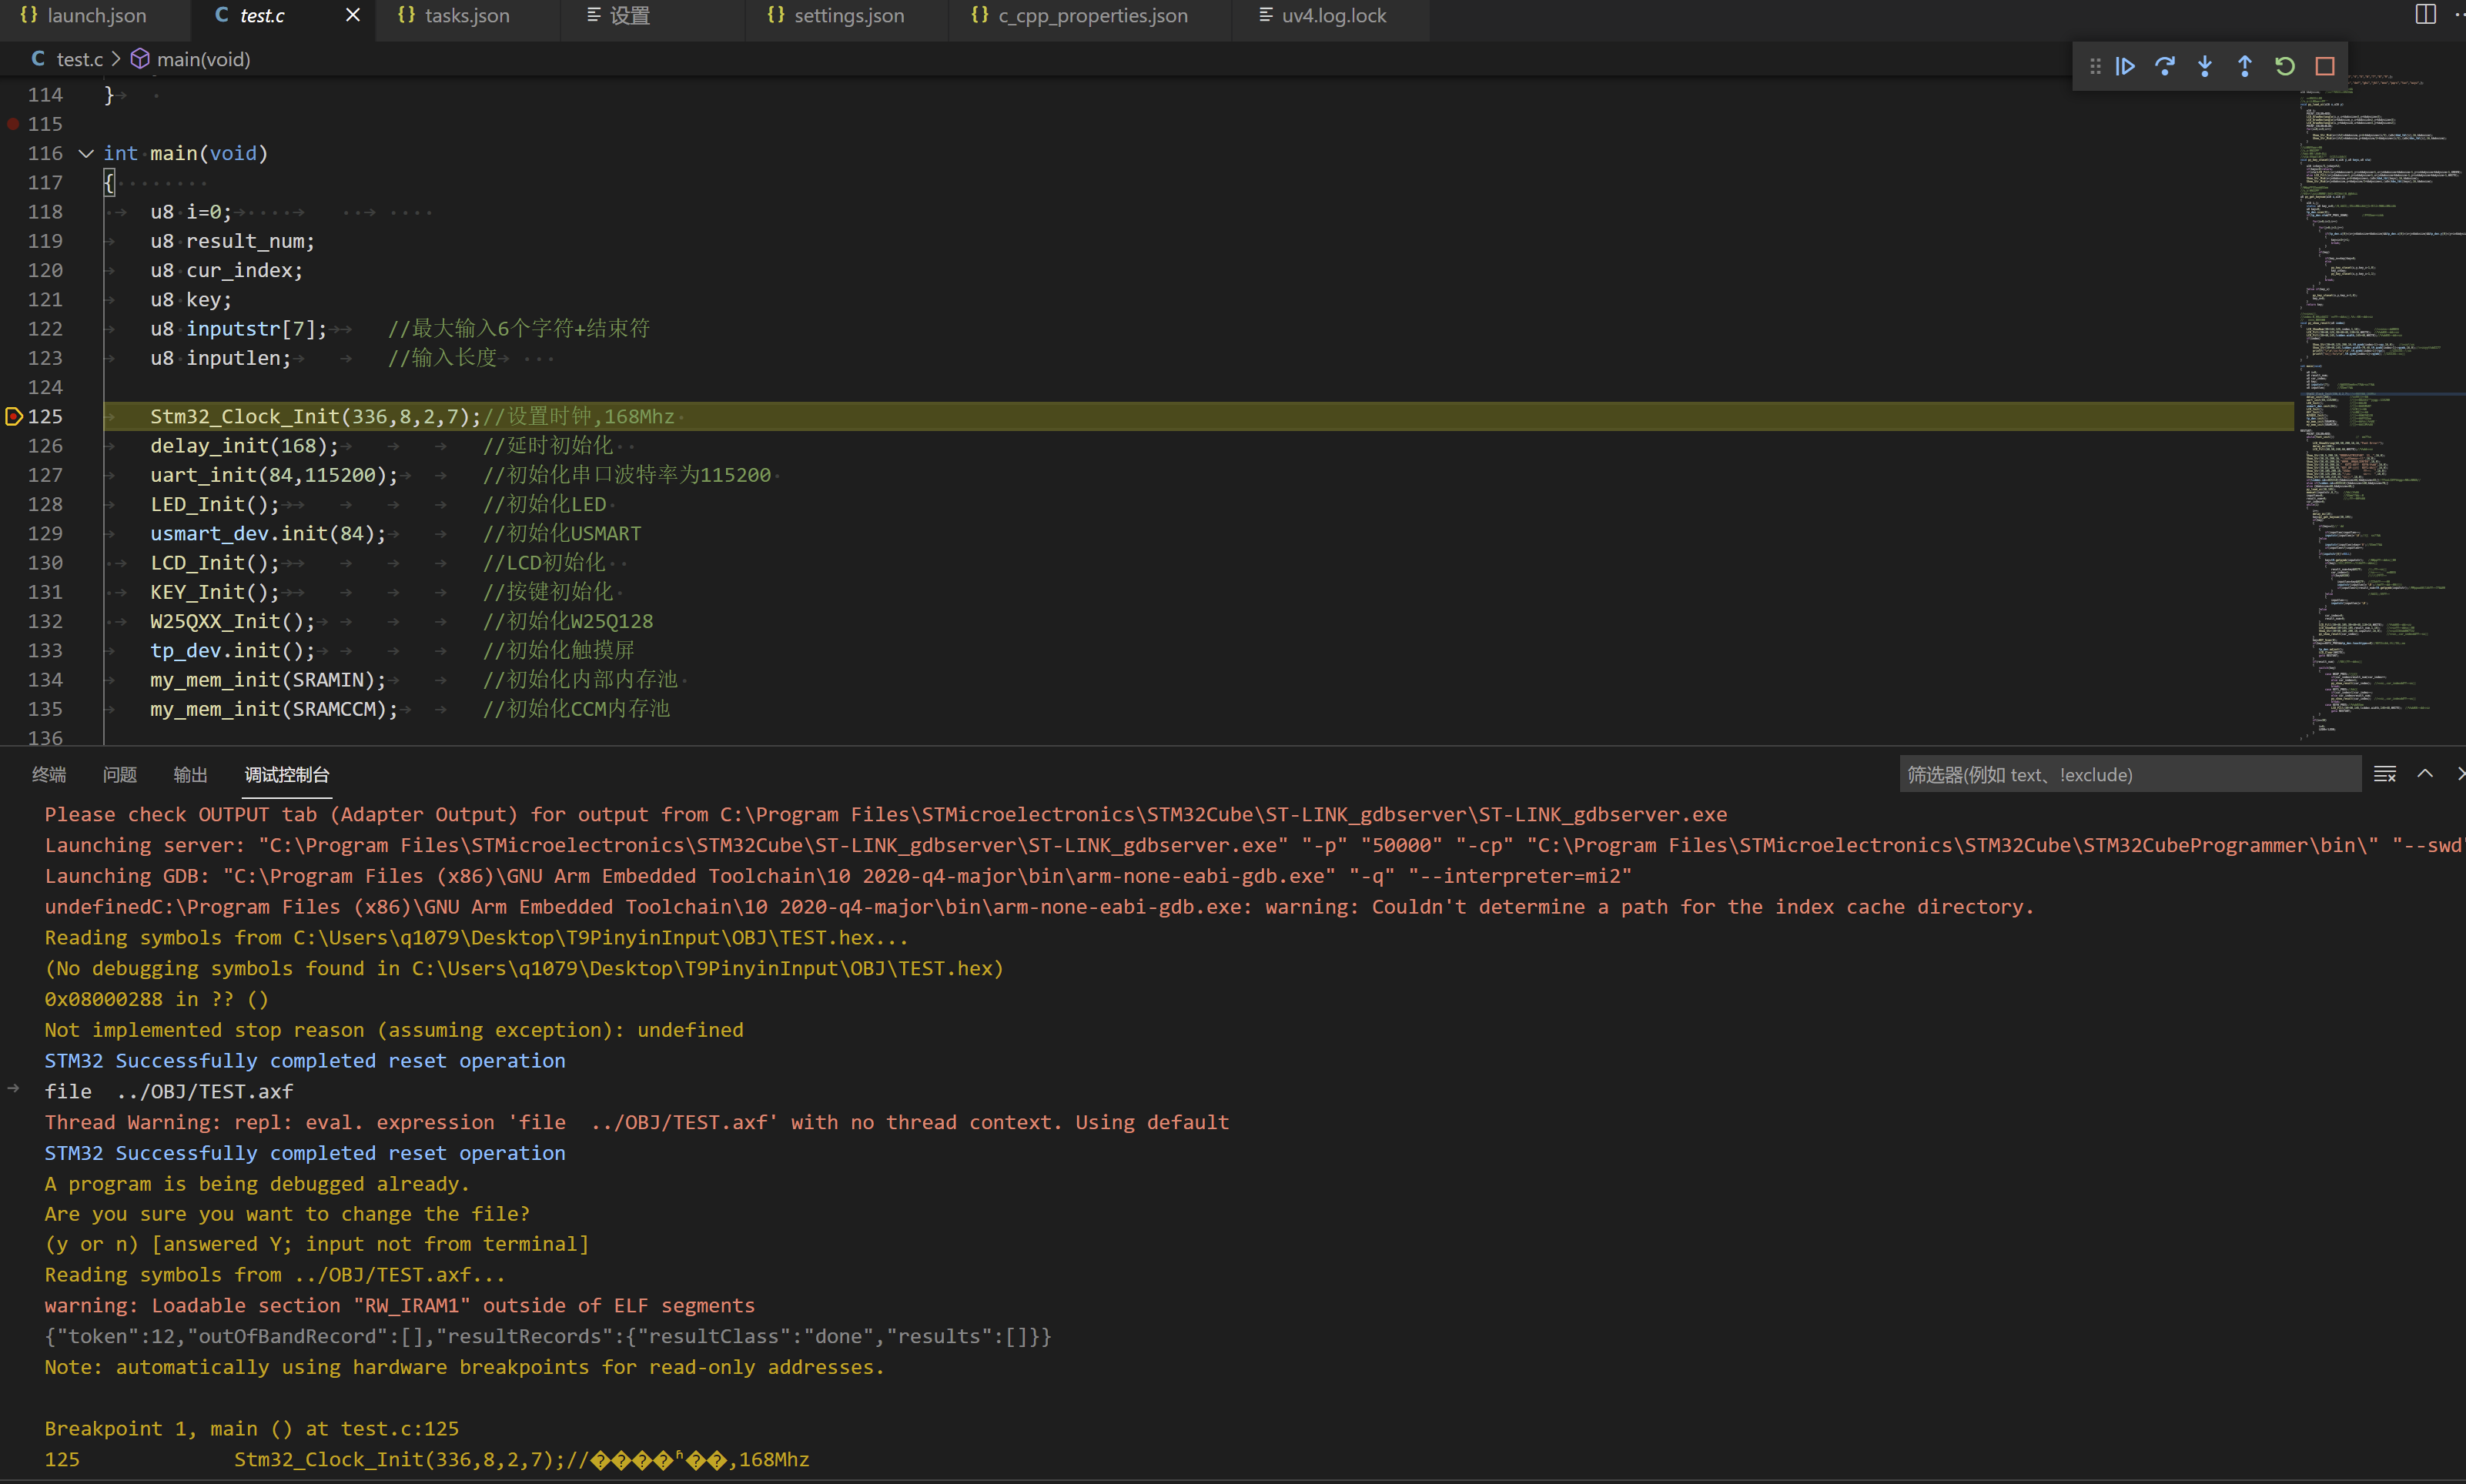 launch.json
test.c
tasks.json
设置
settings.json
c_cpp_properties.json
uv4.log.lock
test.c > main(void)
114 }
115
116 int main(void)
117 {
118 u8 i=0;
119 u8 result_num;
120 u8 cur_index;
121 u8 key;
122 u8 inputstr[7]; //最大输入6个字符+结束符
123 u8 inputlen; //输入长度
124
125 Stm32_Clock_Init(336,8,2,7);//设置时钟,168Mhz
126 delay_init(168); //延时初始化
127 uart_init(84,115200); //初始化串口波特率为115200
128 LED_Init(); //初始化LED
129 usmart_dev.init(84); //初始化USMART
130 LCD_Init(); //LCD初始化
131 KEY_Init(); //按键初始化
132 W25QXX_Init(); //初始化W25Q128
133 tp_dev.init(); //初始化触摸屏
134 my_mem_init(SRAMIN); //初始化内部内存池
135 my_mem_init(SRAMCCM); //初始化CCM内存池
136
终端 问题 输出 调试控制台
筛选器(例如 text、!exclude)
Please check OUTPUT tab (Adapter Output) for output from C:\Program Files\STMicroelectronics\STM32Cube\ST-LINK_gdbserver\ST-LINK_gdbserver.exe
Launching server: "C:\Program Files\STMicroelectronics\STM32Cube\ST-LINK_gdbserver\ST-LINK_gdbserver.exe" "-p" "50000" "-cp" "C:\Program Files\STMicroelectronics\STM32Cube\STM32CubeProgrammer\bin\" "--swd"
Launching GDB: "C:\Program Files (x86)\GNU Arm Embedded Toolchain\10 2020-q4-major\bin\arm-none-eabi-gdb.exe" "-q" "--interpreter=mi2"
undefinedC:\Program Files (x86)\GNU Arm Embedded Toolchain\10 2020-q4-major\bin\arm-none-eabi-gdb.exe: warning: Couldn't determine a path for the index cache directory.
Reading symbols from C:\Users\q1079\Desktop\T9PinyinInput\OBJ\TEST.hex...
(No debugging symbols found in C:\Users\q1079\Desktop\T9PinyinInput\OBJ\TEST.hex)
0x08000288 in ?? ()
Not implemented stop reason (assuming exception): undefined
STM32 Successfully completed reset operation
file  ../OBJ/TEST.axf
Thread Warning: repl: eval. expression 'file  ../OBJ/TEST.axf' with no thread context. Using default
STM32 Successfully completed reset operation
A program is being debugged already.
Are you sure you want to change the file?
(y or n) [answered Y; input not from terminal]
Reading symbols from ../OBJ/TEST.axf...
warning: Loadable section "RW_IRAM1" outside of ELF segments
{"token":12,"outOfBandRecord":[],"resultRecords":{"resultClass":"done","results":[]}}
Note: automatically using hardware breakpoints for read-only addresses.
Breakpoint 1, main () at test.c:125
125 Stm32_Clock_Init(336,8,2,7);//����ʱ��,168Mhz